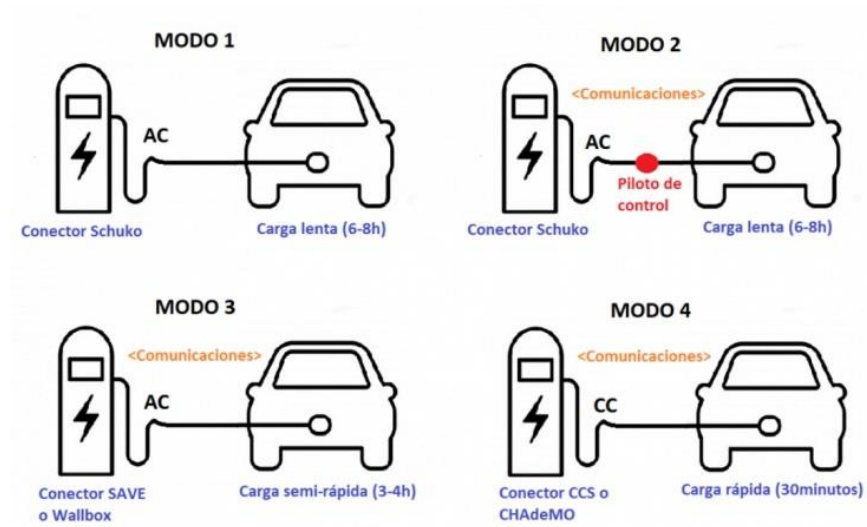 MODO 1
AC
Conector Schuko
Carga lenta (6-8h)
MODO 2
<Comunicaciones>
AC
Piloto de
control
Conector Schuko
Carga lenta (6-8h)
MODO 3
<Comunicaciones>
AC
Conector SAVE
o Wallbox
Carga semi-rápida (3-4h)
MODO 4
<Comunicaciones>
CC
Conector CCS o
CHAdeMO
Carga rápida (30minutos)